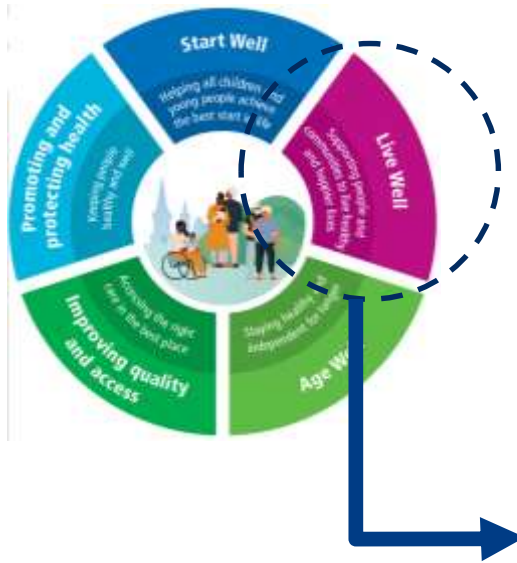 Start Well
Helping all children and
young people achieve
the best start in life
Live Well
Supporting people and
communities to live healthy
and happier lives
Age Well
Staying healthy and
independent for longer
Improving quality
and access
Accessing the right
care in the best place
Promoting and
protecting health
Keeping people
healthy and well